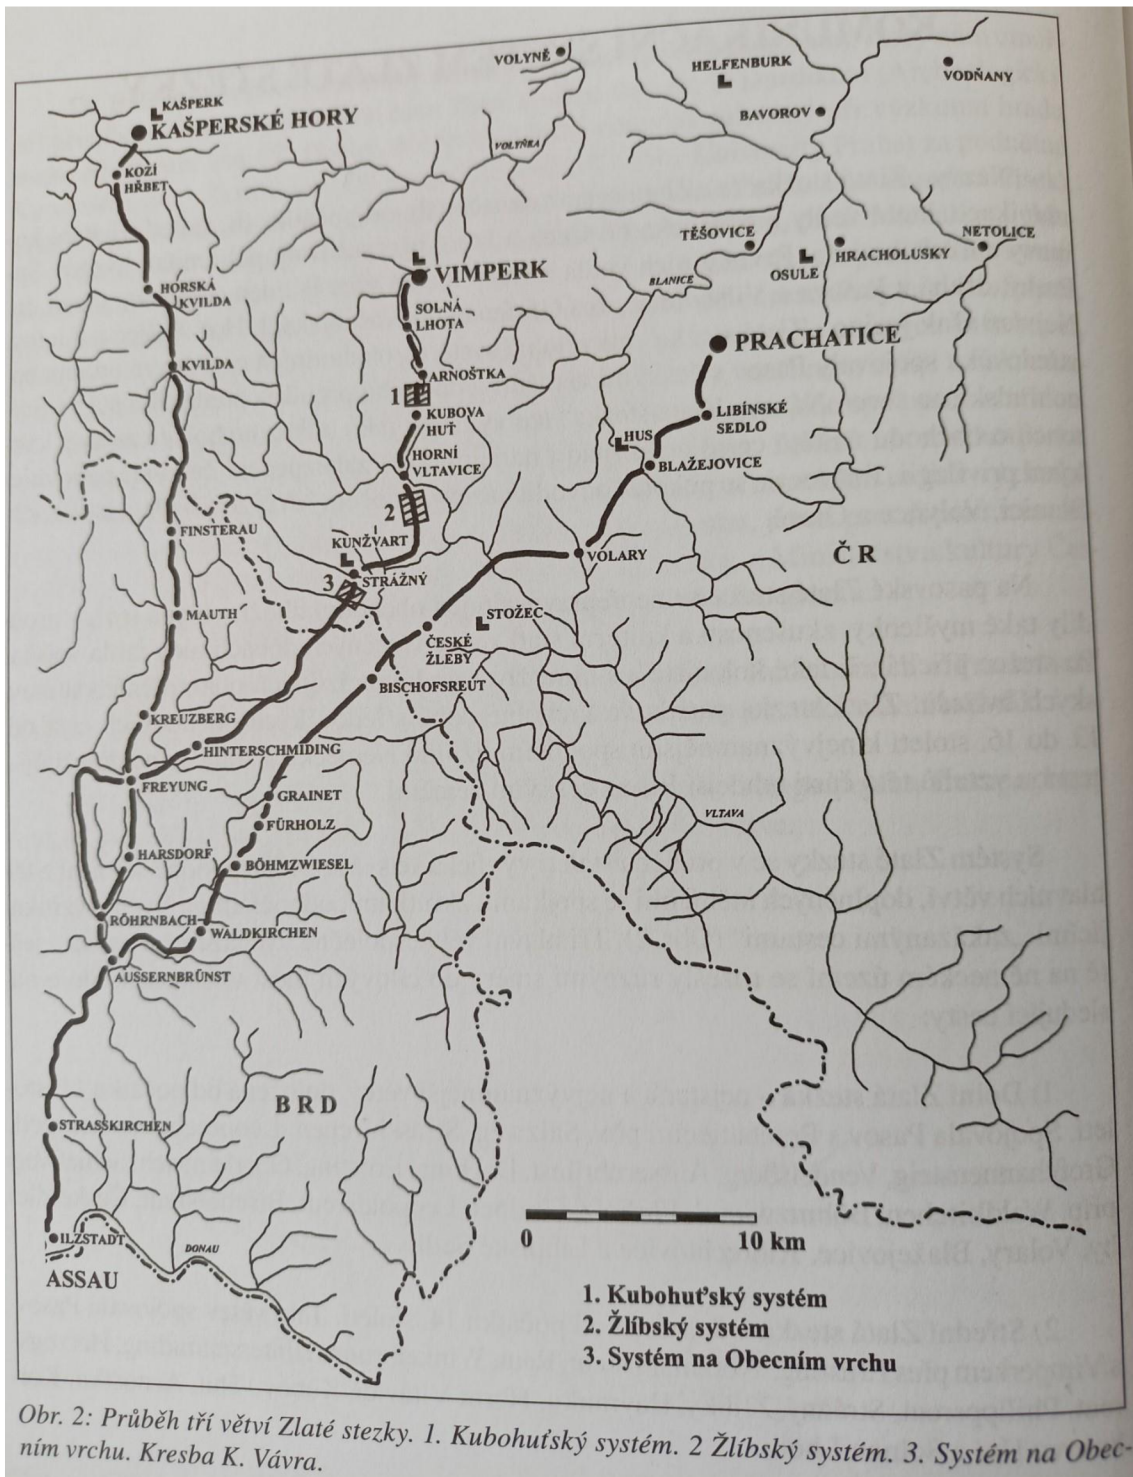 VOLYNĚ
HELFENBURK
VODŇANY
KAŠPERK
BAVOROV
KAŠPERSKÉ HORY
VOLYŇKA
KOZÍ
HŘBET
TĚŠOVICE
NETOLICE
HRACHOLUSKY
OSULE
VIMPERK
BLANICE
HORSKÁ
KVILDA
SOLNÁ
LHOTA
PRACHATICE
KVILDA
ARNOŠTKA
1
KUBOVA
HUŤ
LIBÍNSKÉ
SEDLO
HUS
HORNÍ
VLTAVICE
BLAŽEJOVICE
2
FINSTERAU
KUNŽVART
VOLARY
ČR
3
STRÁŽNÝ
MAUTH
STOŽEC
ČESKÉ
ŽLEBY
BISCHOFSREUT
KREUZBERG
HINTERSCHMIDING
FREYUNG
GRAINET
VLTAVA
FÜRHOLZ
HARSDORF
BÖHMZWIESEL
RÖHRNBACH
WALDKIRCHEN
AUSSERNBRÜNST
BRD
STRASSKIRCHEN
ILZSTADT
DONAU
ASSAU
0 10 km
1. Kubohuťský systém
2. Žlíbský systém
3. Systém na Obecním vrchu
Obr. 2: Průběh tří větví Zlaté stezky. 1. Kubohuťský systém. 2 Žlíbský systém. 3. Systém na Obec-
ním vrchu. Kresba K. Vávra.